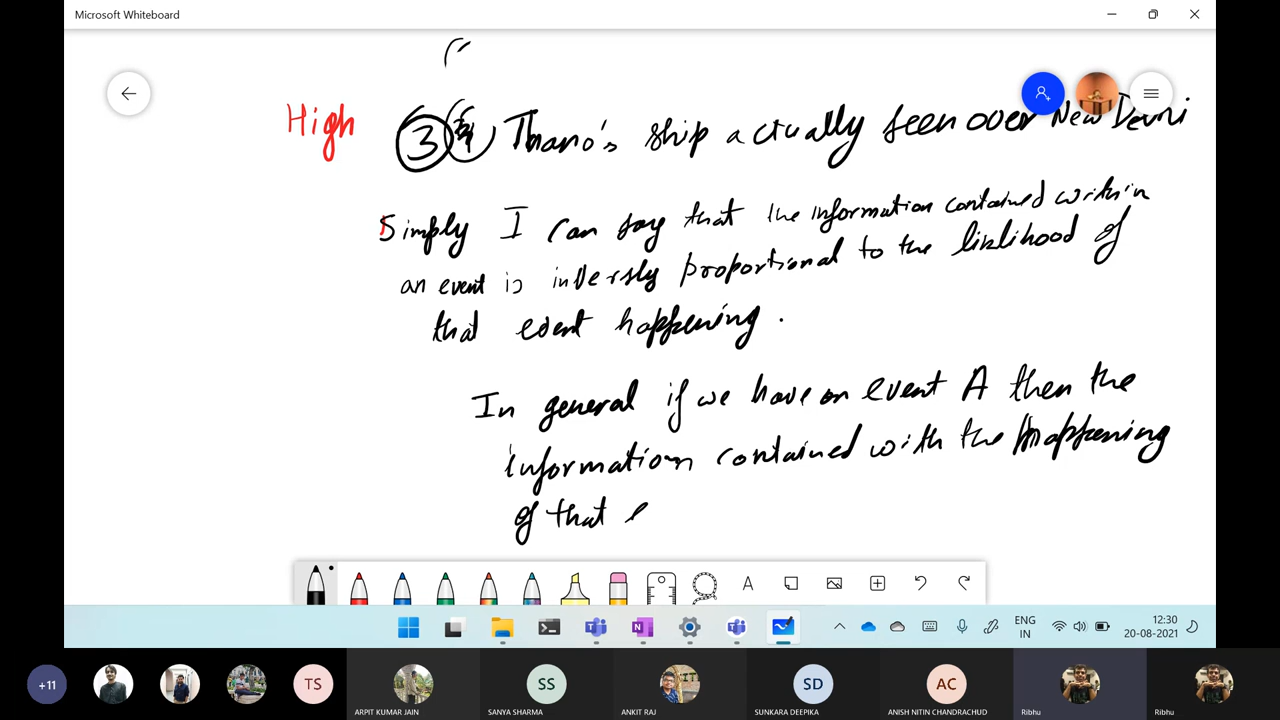 Microsoft Whiteboard
High
3 Thano's ship actually seen over New Delhi
Simply I can say that the information contained within
an event is inversly proportional to the liklihood of
that event happening.
In general if we have an event A then the
information contained with the happening
of that e
A
ENG
IN
12:30
20-08-2021
+11
TS
ARPIT KUMAR JAIN
SS
SANYA SHARMA
ANKIT RAJ
SD
SUNKARA DEEPIKA
AC
ANISH NITIN CHANDRACHUD
Ribhu
Ribhu